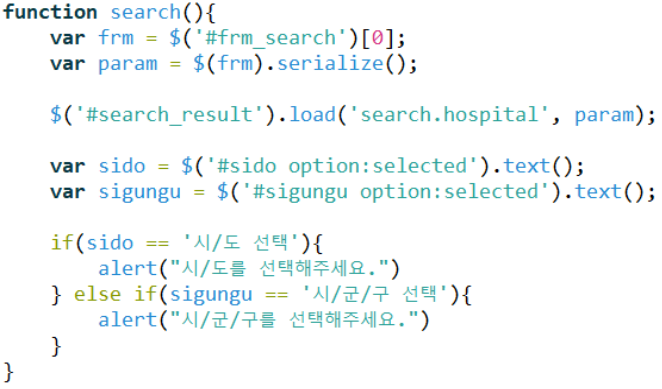 function search(){
    var frm = $('#frm_search')[0];
    var param = $(frm).serialize();

    $('#search_result').load('search.hospital', param);

    var sido = $('#sido option:selected').text();
    var sigungu = $('#sigungu option:selected').text();

    if(sido == '시/도 선택'){
        alert("시/도를 선택해주세요.")
    } else if(sigungu == '시/군/구 선택'){
        alert("시/군/구를 선택해주세요.")
    }
}